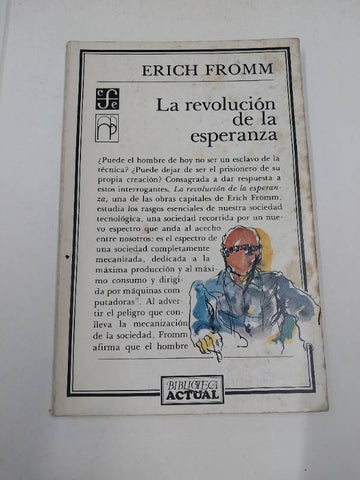 ERICH FROMM
cfe
La revolución
de la
esperanza
¿Puede el hombre de hoy no ser un esclavo de la
técnica? ¿Puede dejar de ser el prisionero de su
propia creación? Consagrada a dar respuesta a
estos interrogantes, La revolución de la esperan-
za, una de las obras capitales de Erich Fromm,
estudia los rasgos esenciales de nuestra sociedad
tecnológica, una sociedad recorrida por un nue-
vo espectro que anda al acecho
entre nosotros: es el espectro de
una sociedad completamente
mecanizada, dedicada a la
máxima producción y al máxi-
mo consumo y dirigi-
da por máquinas com-
putadoras”. Al adver-
tir el peligro que con-
lleva la mecanización
de la sociedad, Fromm
afirma que el hombre
BIBLIOTECA
ACTUAL